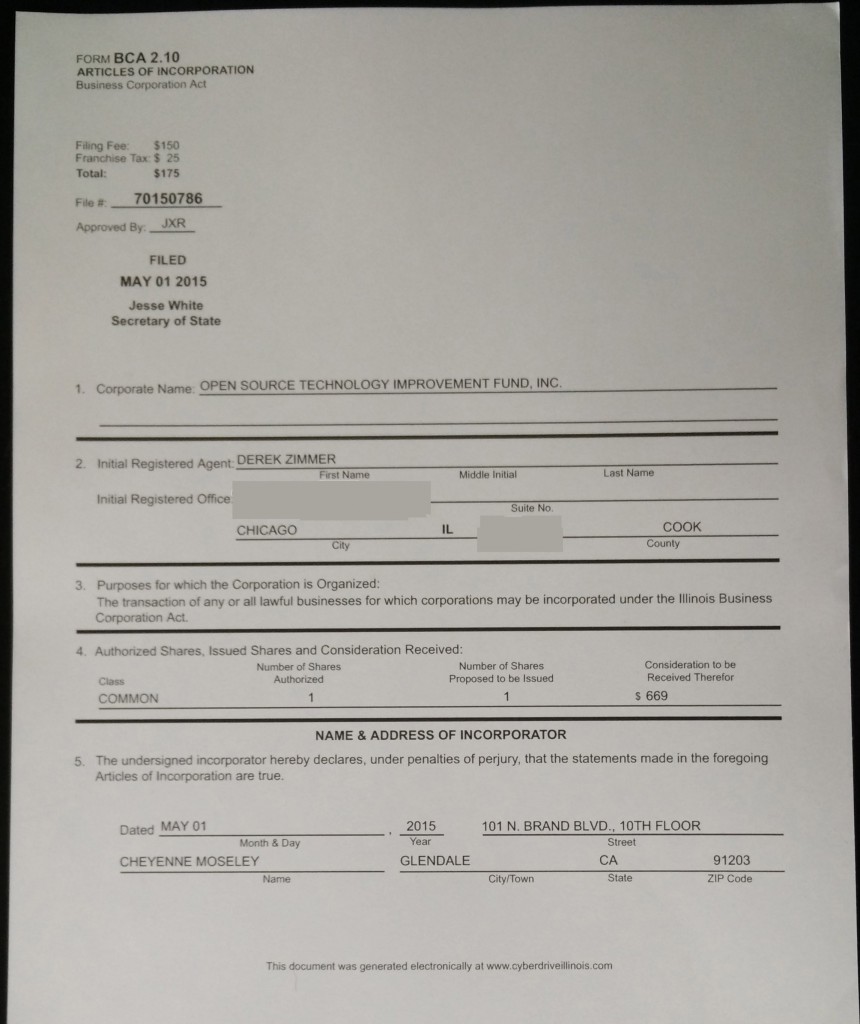 FORM BCA 2.10
ARTICLES OF INCORPORATION
Business Corporation Act
Filing Fee: $150
Franchise Tax: $ 25
Total: $175
File #: 70150786
Approved By: JXR
FILED
MAY 01 2015
Jesse White
Secretary of State
1. Corporate Name: OPEN SOURCE TECHNOLOGY IMPROVEMENT FUND, INC.
2. Initial Registered Agent: DEREK ZIMMER
First Name Middle Initial Last Name
Initial Registered Office:
Suite No.
CHICAGO IL COOK
City County
3. Purposes for which the Corporation is Organized:
The transaction of any or all lawful businesses for which corporations may be incorporated under the Illinois Business
Corporation Act.
4. Authorized Shares, Issued Shares and Consideration Received:
Number of Shares Number of Shares Consideration to be
Class Authorized Proposed to be Issued Received Therefor
COMMON 1 1 $ 669
NAME & ADDRESS OF INCORPORATOR
5. The undersigned incorporator hereby declares, under penalties of perjury, that the statements made in the foregoing
Articles of Incorporation are true.
Dated MAY 01 , 2015 101 N. BRAND BLVD., 10TH FLOOR
Month & Day Year Street
CHEYENNE MOSELEY GLENDALE CA 91203
Name City/Town State ZIP Code
This document was generated electronically at www.cyberdriveillinois.com